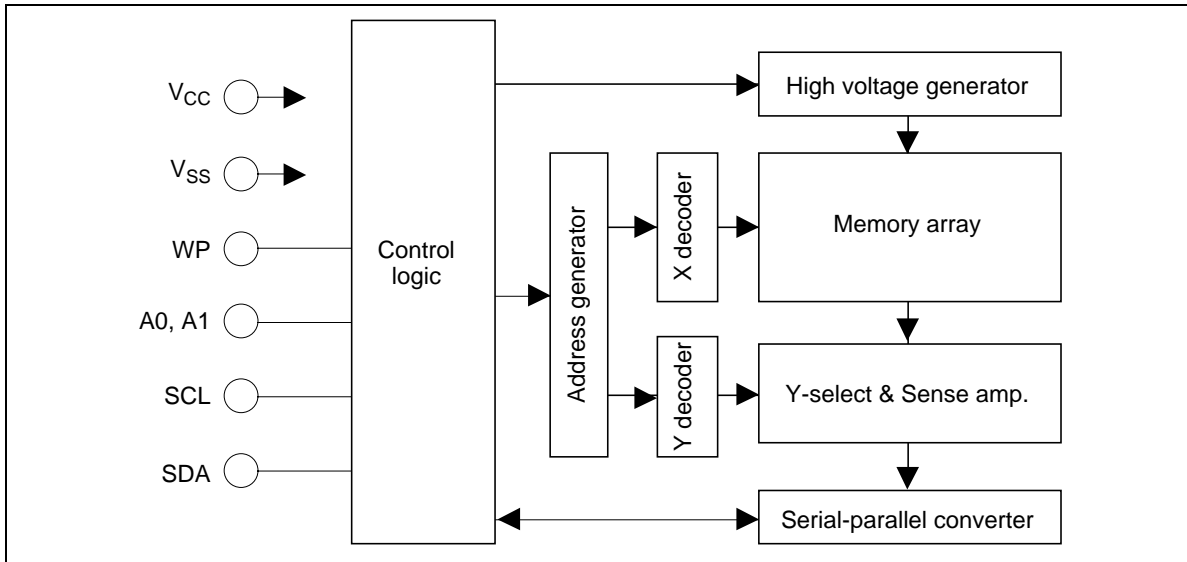 VCC
VSS
WP
A0, A1
SCL
SDA
Control
logic
Address generator
X decoder
Y decoder
High voltage generator
Memory array
Y-select & Sense amp.
Serial-parallel converter